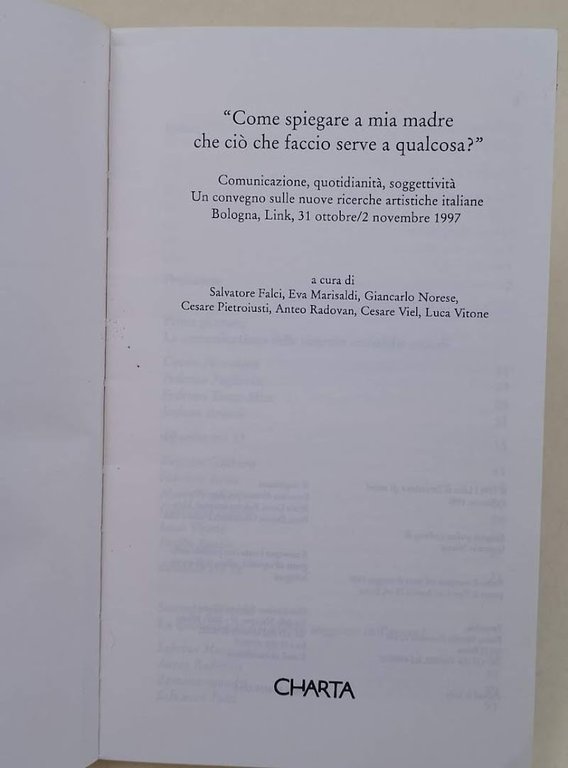 “Come spiegare a mia madre
che ciò che faccio serve a qualcosa?”
Comunicazione, quotidianità, soggettività
Un convegno sulle nuove ricerche artistiche italiane
Bologna, Link, 31 ottobre/2 novembre 1997
a cura di
Salvatore Falci, Eva Marisaldi, Giancarlo Norese,
Cesare Pietroiusti, Anteo Radovan, Cesare Viel, Luca Vitone
CHARTA